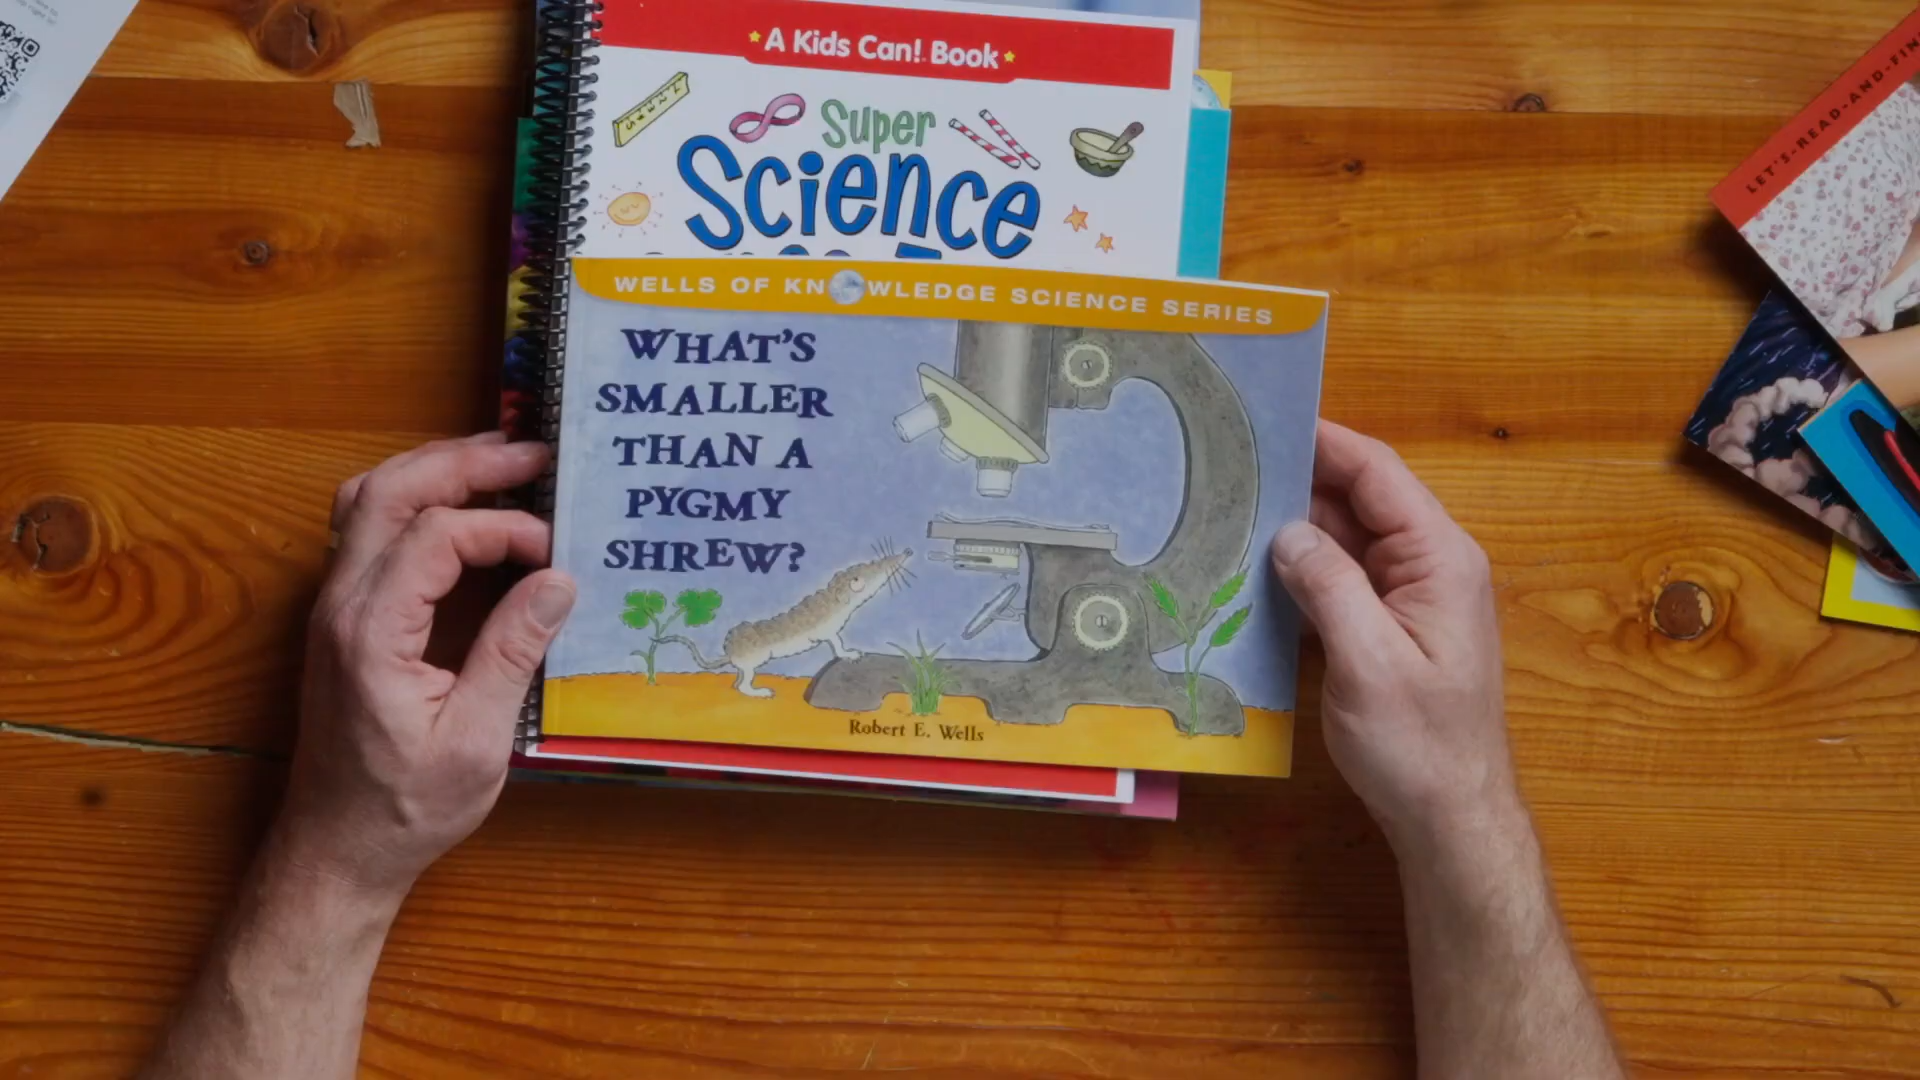 A Kids Can! Book
Super
Science
WELLS OF KNOWLEDGE SCIENCE SERIES
WHAT'S
SMALLER
THAN A
PYGMY
SHREW?
Robert E. Wells
LET'S-READ-AND-FIN